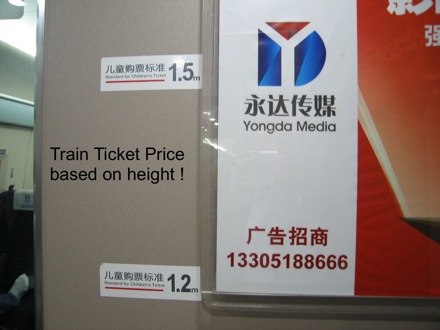 儿童购票标准 1.5m
Standard for Children's Ticket
Train Ticket Price
based on height !
儿童购票标准 1.2m
Standard for Children's Ticket
永达传媒
Yongda Media
广告招商
13305188666
强